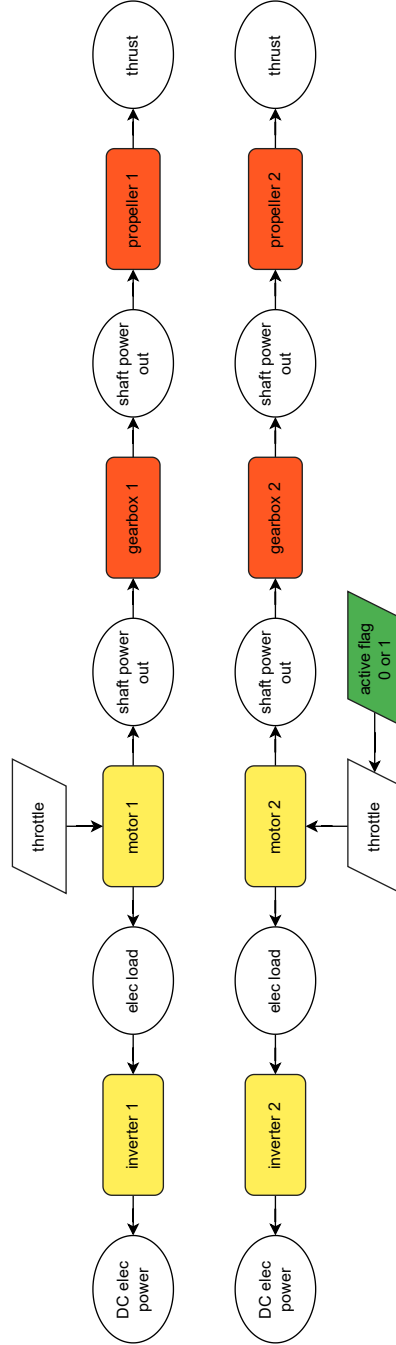 throttle
DC elec
power
inverter 1
elec load
motor 1
shaft power
out
gearbox 1
shaft power
out
propeller 1
thrust
DC elec
power
inverter 2
elec load
motor 2
shaft power
out
gearbox 2
shaft power
out
propeller 2
thrust
throttle
active flag
0 or 1